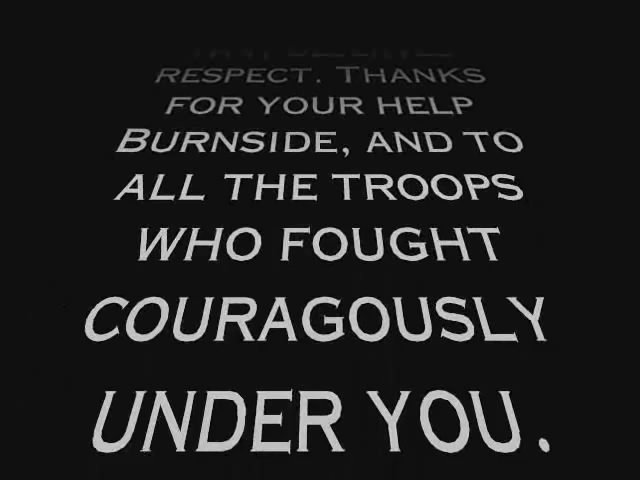 RESPECT. THANKS
FOR YOUR HELP
BURNSIDE, AND TO
ALL THE TROOPS
WHO FOUGHT
COURAGOUSLY
UNDER YOU.